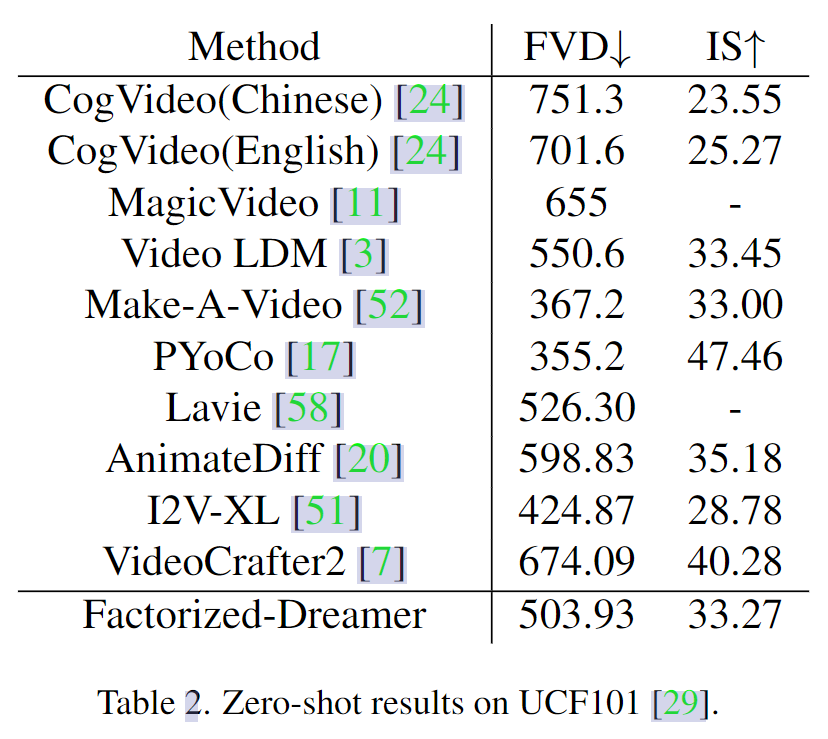 Method FVD↓ IS↑
CogVideo(Chinese) [24] 751.3 23.55
CogVideo(English) [24] 701.6 25.27
MagicVideo [11] 655 -
Video LDM [3] 550.6 33.45
Make-A-Video [52] 367.2 33.00
PYoCo [17] 355.2 47.46
Lavie [58] 526.30 -
AnimateDiff [20] 598.83 35.18
I2V-XL [51] 424.87 28.78
VideoCrafter2 [7] 674.09 40.28
Factorized-Dreamer 503.93 33.27
Table 2. Zero-shot results on UCF101 [29].